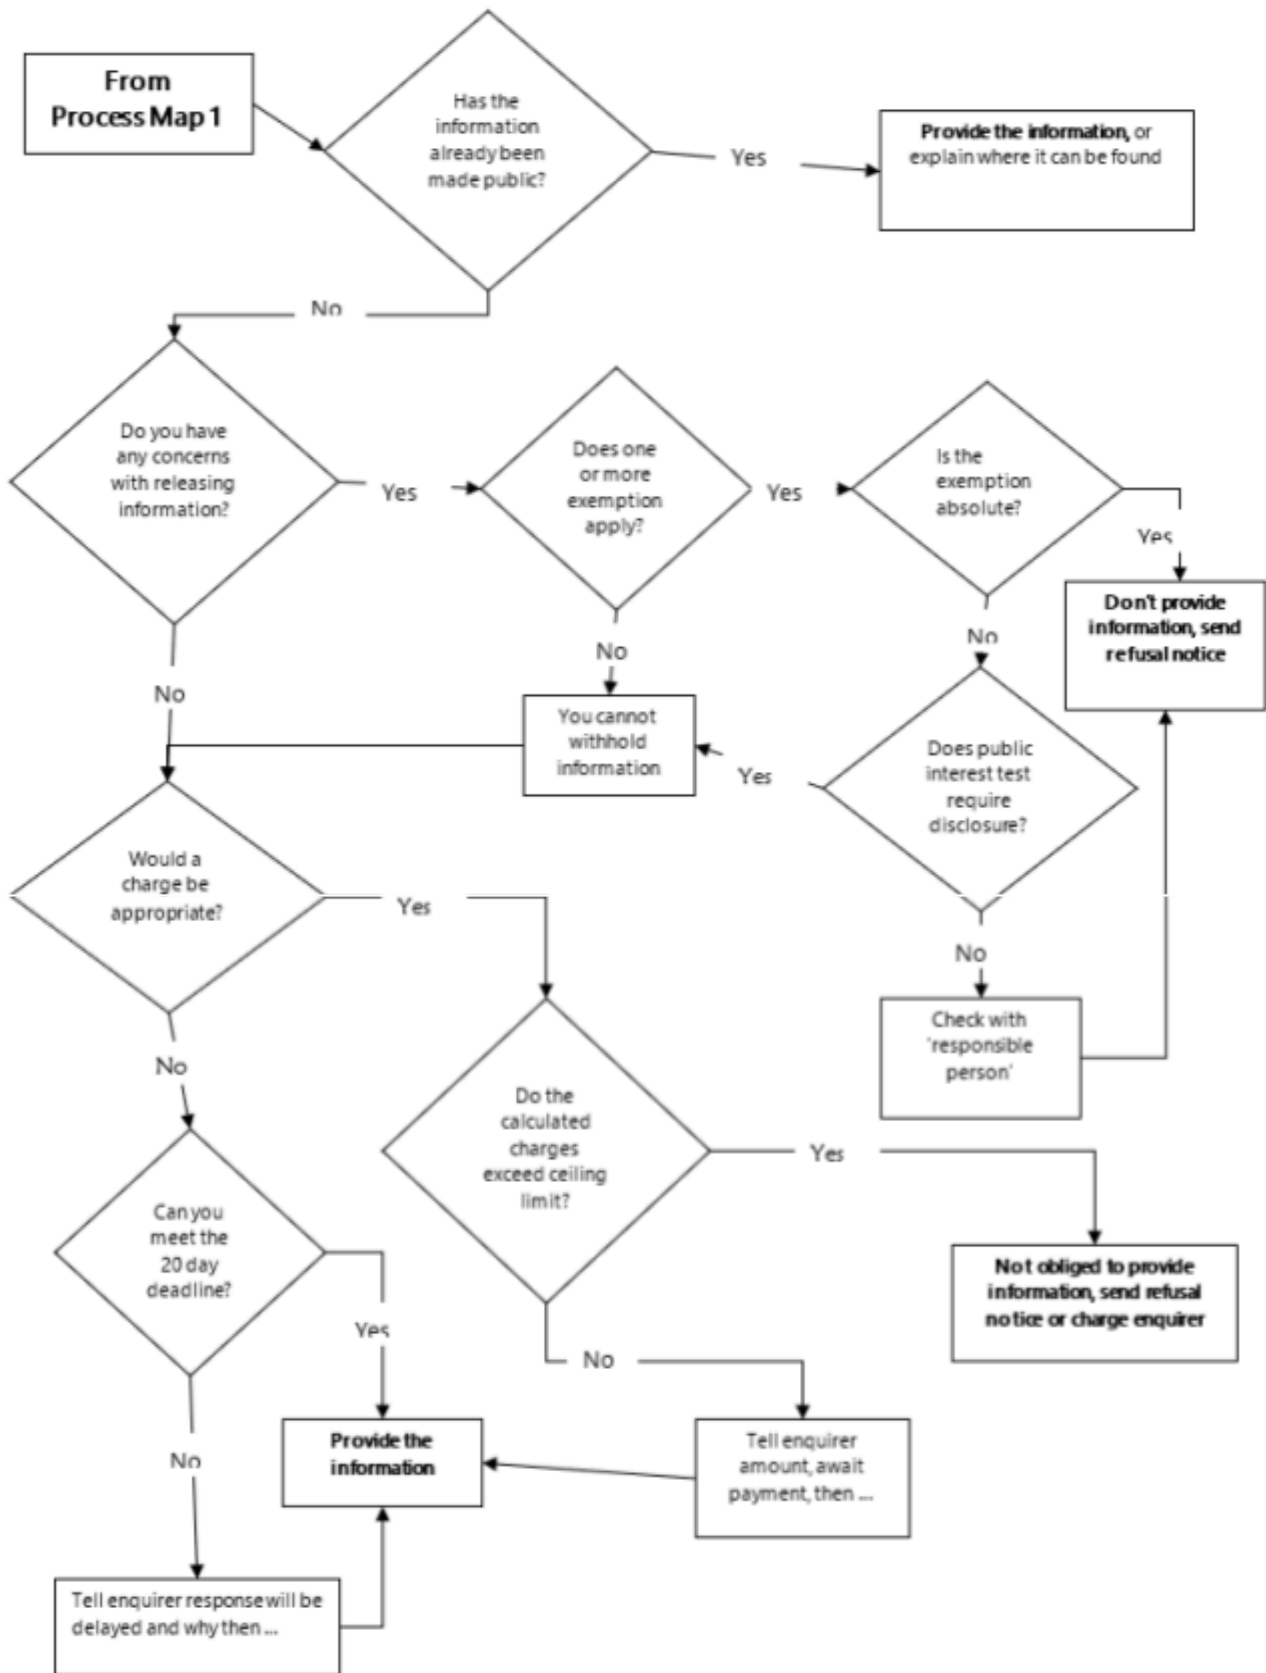 From
Process Map 1
Has the
information
already been
made public?
Yes
Provide the information, or
explain where it can be found
No
Do you have
any concerns
with releasing
information?
Yes
Does one
or more
exemption
apply?
Yes
Is the
exemption
absolute?
Yes
Don't provide
information, send
refusal notice
No
No
No
You cannot
withhold
information
Yes
Does public
interest test
require
disclosure?
Would a
charge be
appropriate?
Yes
No
Check with
'responsible
person'
No
Do the
calculated
charges
exceed ceiling
limit?
Yes
Can you
meet the
20 day
deadline?
Not obliged to provide
information, send refusal
notice or charge enquirer
Yes
No
Provide the
information
Tell enquirer
amount, await
payment, then ...
No
Tell enquirer response will be
delayed and why then ...